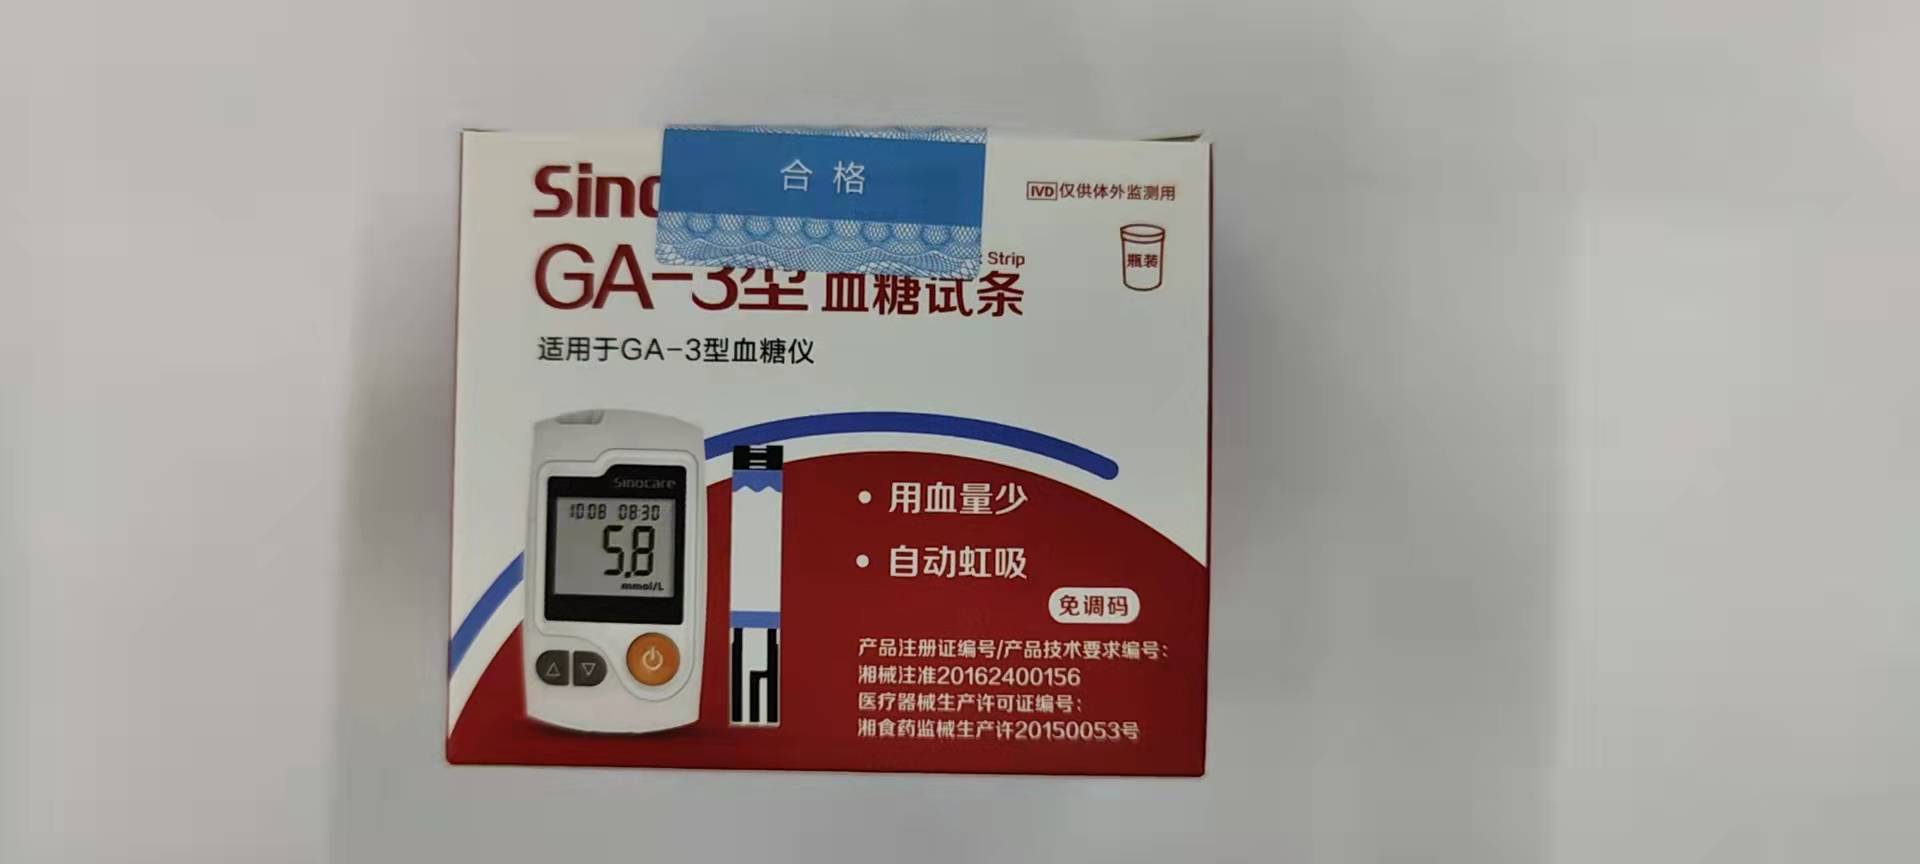 合格
Sino
IVD 仅供体外监测用
Strip
GA-3型 血糖试条
瓶装
适用于GA-3型血糖仪
Sinocare
10 08 08:30
5.8
mmol/L
• 用血量少
• 自动虹吸
免调码
产品注册证编号/产品技术要求编号:
湘械注准20162400156
医疗器械生产许可证编号:
湘食药监械生产许20150053号